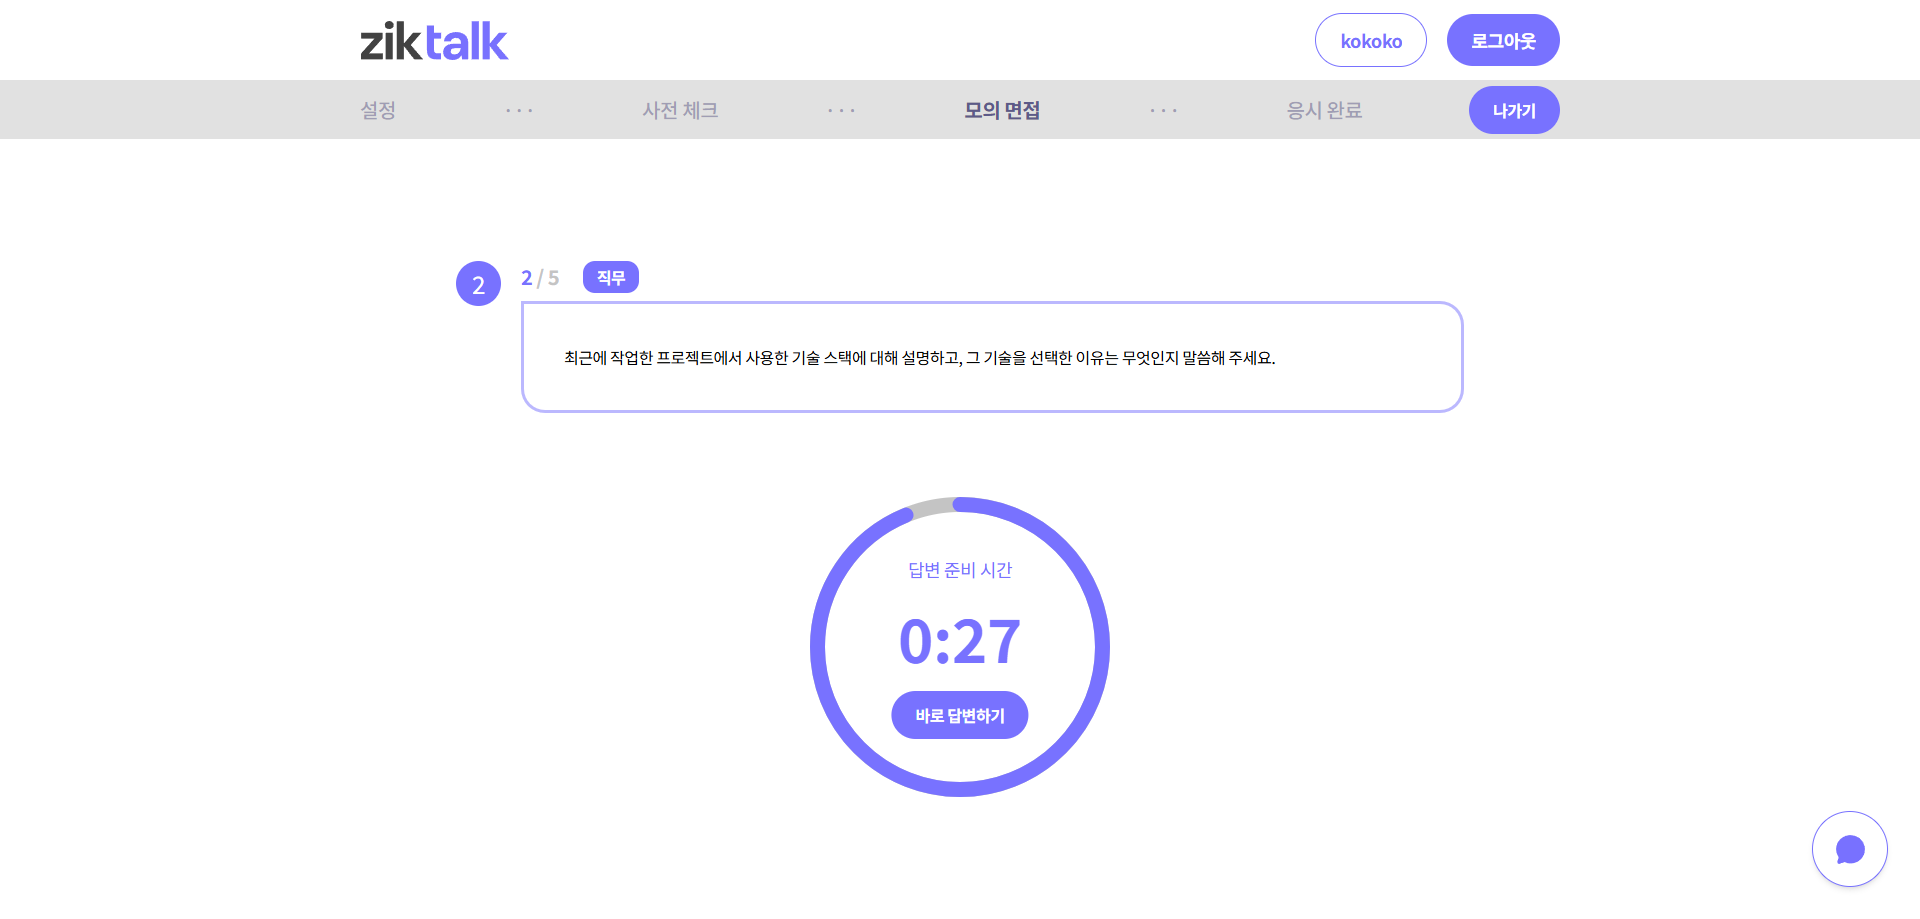 ziktalk
kokoko
로그아웃
설정
· · ·
사전 체크
· · ·
모의 면접
· · ·
응시 완료
나가기
2
2 / 5
직무
최근에 작업한 프로젝트에서 사용한 기술 스택에 대해 설명하고, 그 기술을 선택한 이유는 무엇인지 말씀해 주세요.
답변 준비 시간
0:27
바로 답변하기